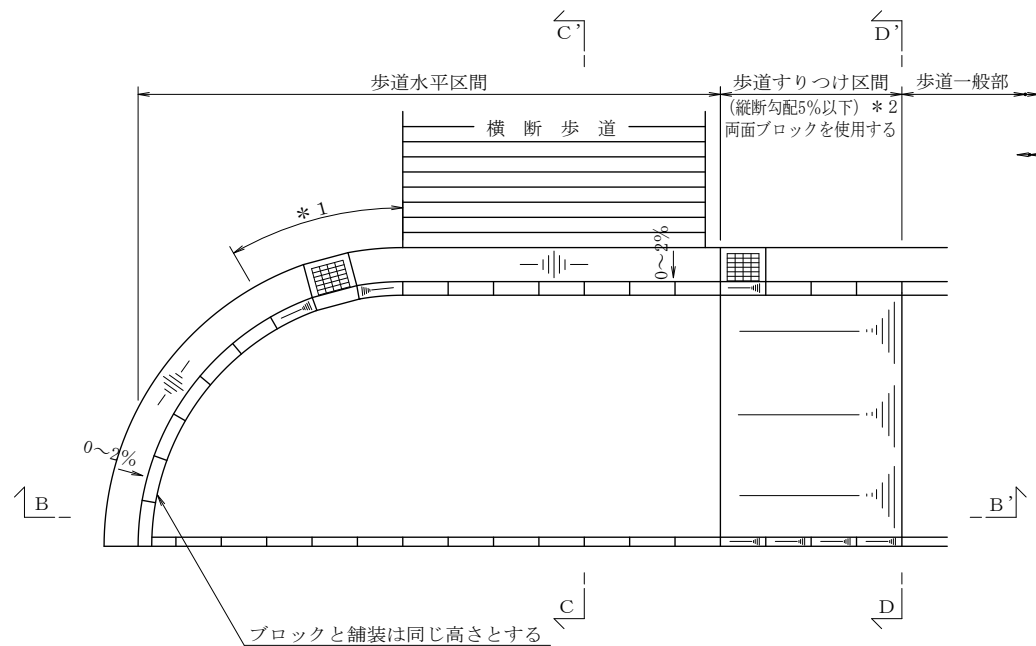 C’
D’
歩道水平区間
歩道すりつけ区間
歩道一般部
(縦断勾配5%以下) *2
両面ブロックを使用する
横 断 歩 道
*1
0～2%
0～2%
B
B’
C
D
ブロックと舗装は同じ高さとする